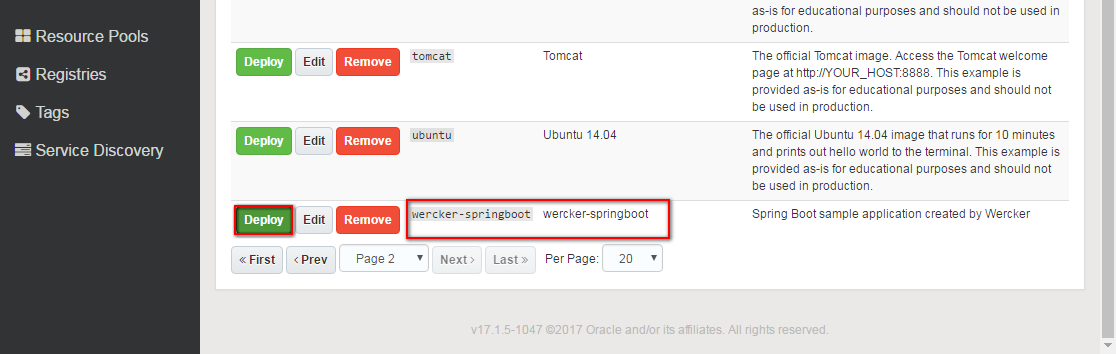 Resource Pools
Registries
Tags
Service Discovery
as-is for educational purposes and should not be used in
production.
Deploy Edit Remove tomcat Tomcat The official Tomcat image. Access the Tomcat welcome
page at http://YOUR_HOST:8888. This example is
provided as-is for educational purposes and should not
be used in production.
Deploy Edit Remove ubuntu Ubuntu 14.04 The official Ubuntu 14.04 image that runs for 10 minutes
and prints out hello world to the terminal. This example is
provided as-is for educational purposes and should not be
used in production.
Deploy Edit Remove wercker-springboot wercker-springboot Spring Boot sample application created by Wercker
« First ‹ Prev Page 2 Next › Last » Per Page: 20
v17.1.5-1047 ©2017 Oracle and/or its affiliates. All rights reserved.